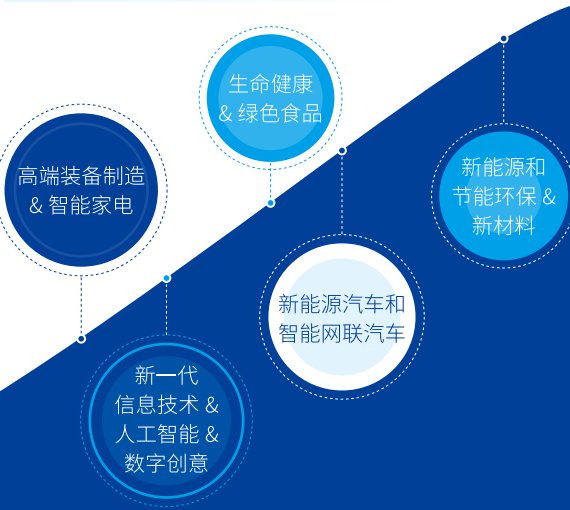 生命健康
& 绿色食品
高端装备制造
& 智能家电
新能源和
节能环保 &
新材料
新能源汽车和
智能网联汽车
新一代
信息技术 &
人工智能 &
数字创意